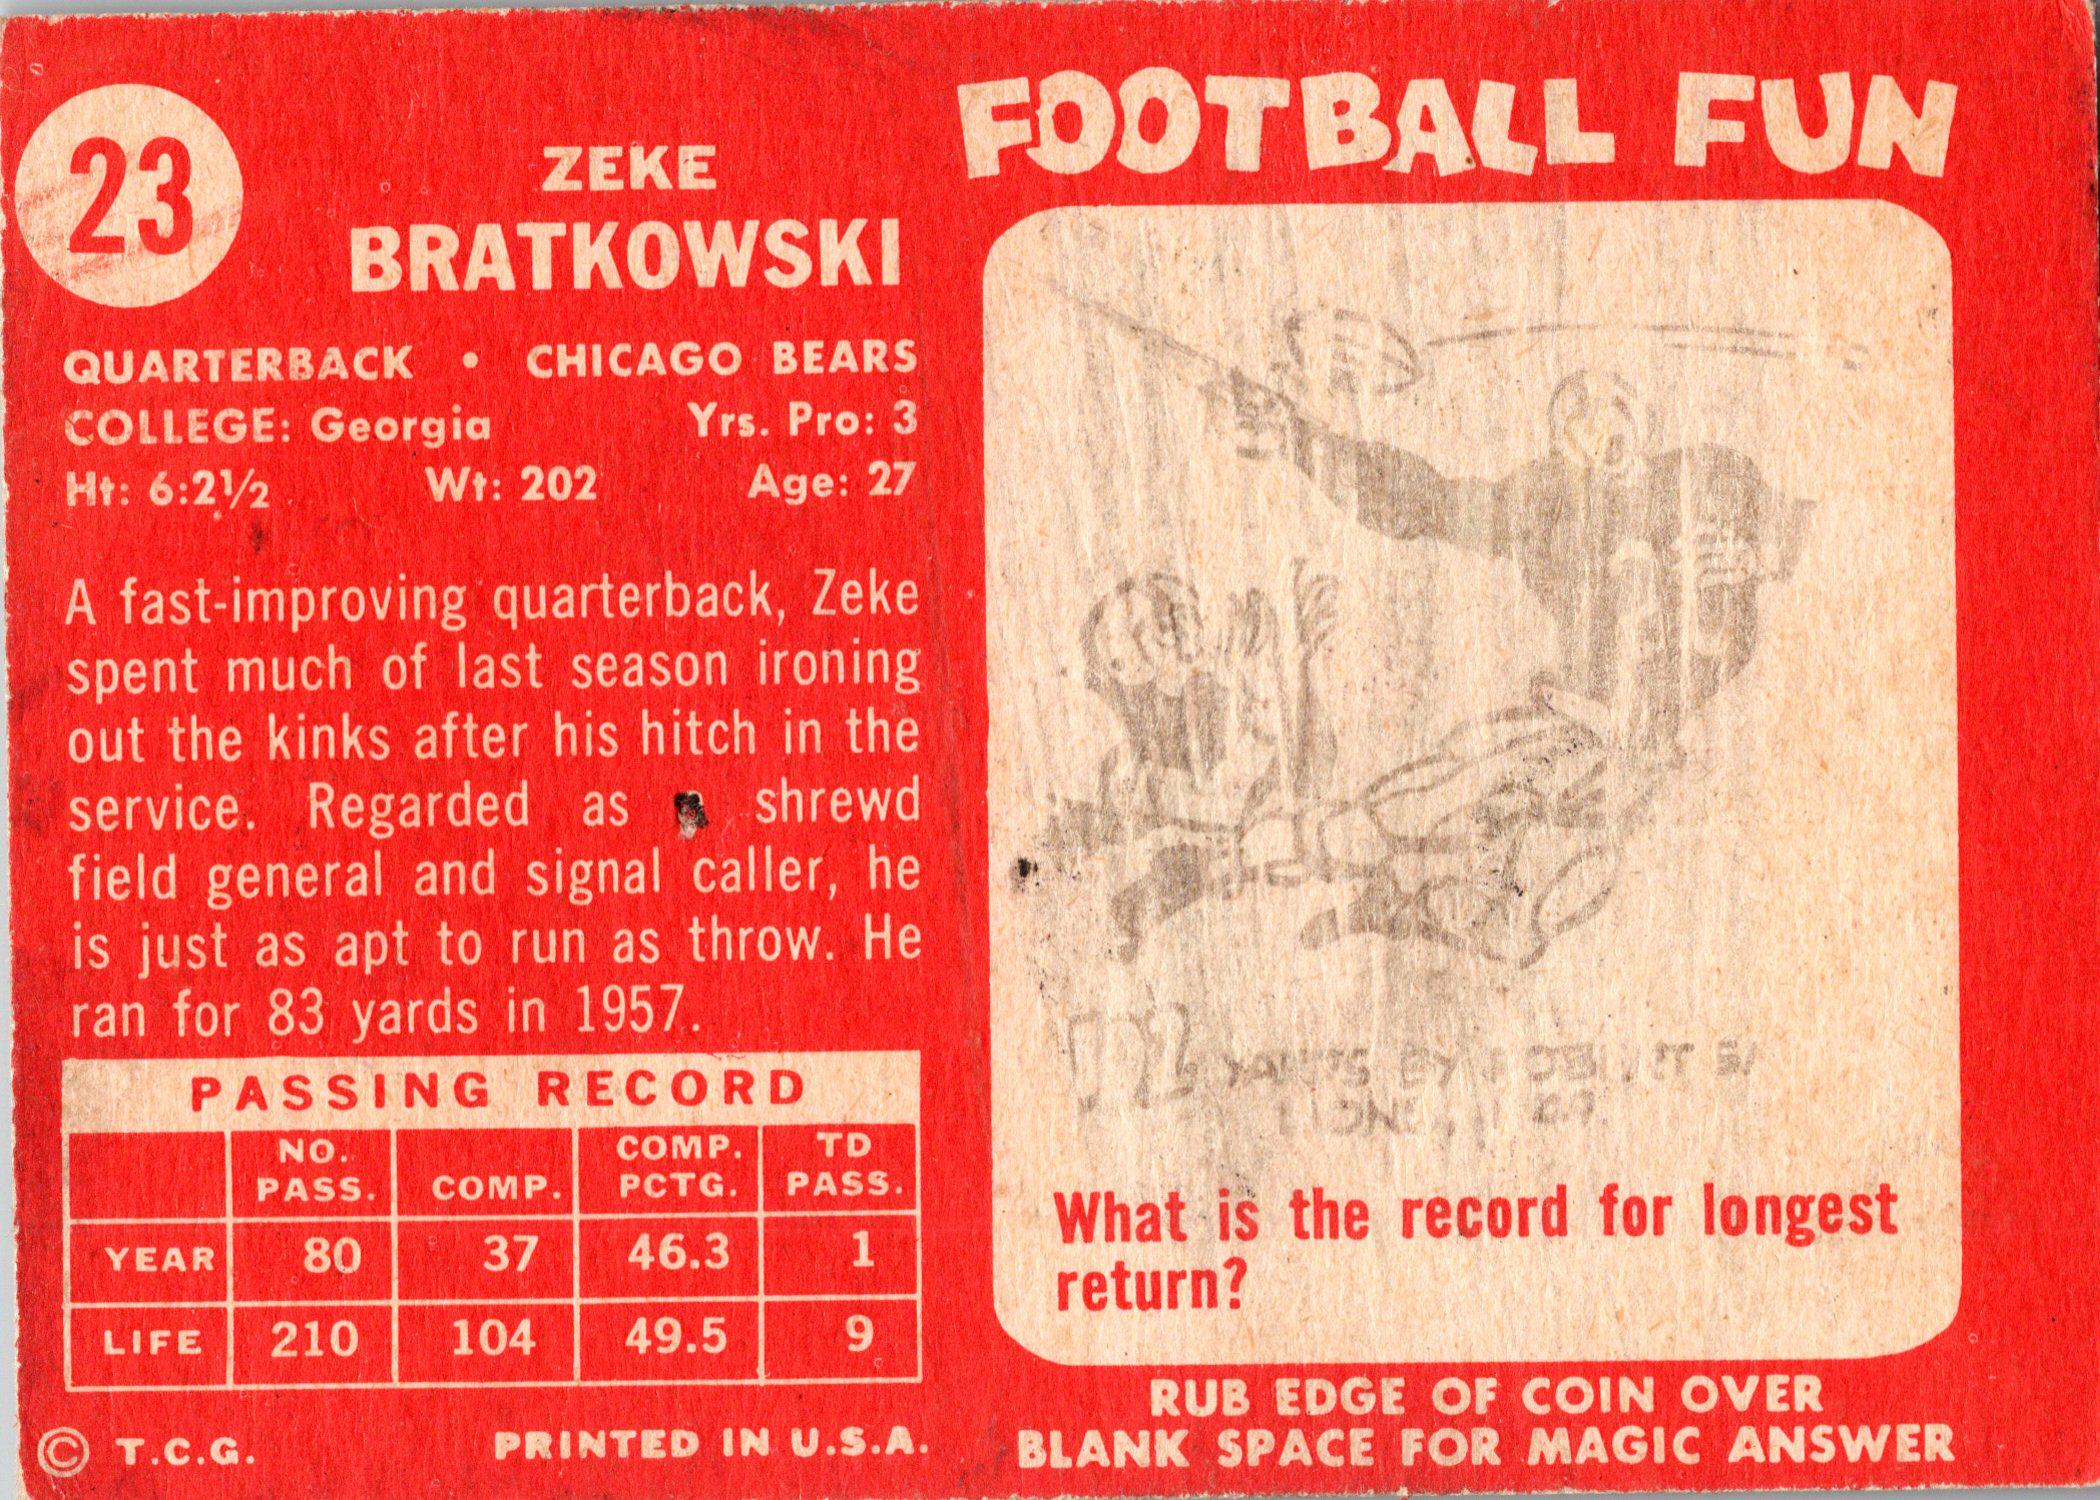 23
ZEKE
BRATKOWSKI
QUARTERBACK • CHICAGO BEARS
COLLEGE: Georgia Yrs. Pro: 3
Ht: 6:2½ Wt: 202 Age: 27
A fast-improving quarterback, Zeke
spent much of last season ironing
out the kinks after his hitch in the
service. Regarded as shrewd
field general and signal caller, he
is just as apt to run as throw. He
ran for 83 yards in 1957.
PASSING RECORD
NO. PASS. COMP. COMP. PCTG. TD PASS.
YEAR 80 37 46.3 1
LIFE 210 104 49.5 9
© T.C.G. PRINTED IN U.S.A.
FOOTBALL FUN
YARDS BY
What is the record for longest
return?
RUB EDGE OF COIN OVER
BLANK SPACE FOR MAGIC ANSWER